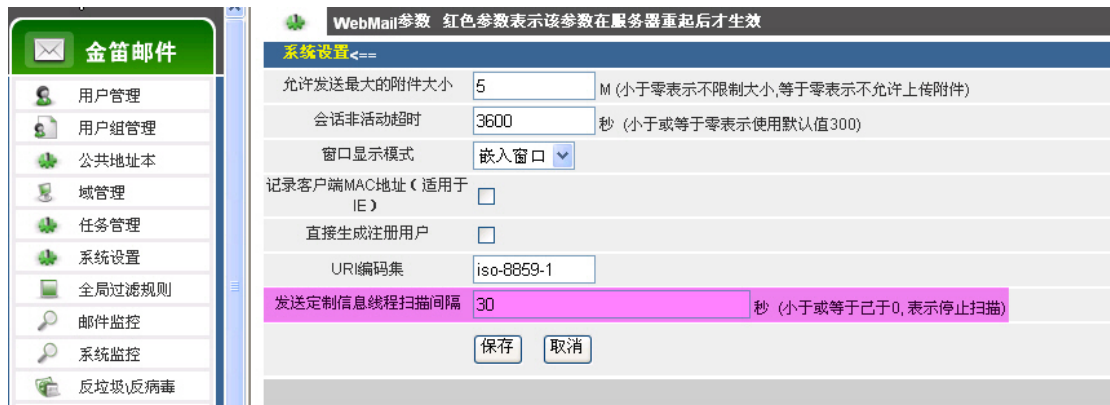 金笛邮件
用户管理
用户组管理
公共地址本
域管理
任务管理
系统设置
全局过滤规则
邮件监控
系统监控
反垃圾\反病毒
WebMail参数 红色参数表示该参数在服务器重起后才生效
系统设置<==
允许发送最大的附件大小 5 M (小于零表示不限制大小,等于零表示不允许上传附件)
会话非活动超时 3600 秒 (小于或等于零表示使用默认值300)
窗口显示模式 嵌入窗口
记录客户端MAC地址(适用于
IE)
直接生成注册用户
URI编码集 iso-8859-1
发送定制信息线程扫描间隔 30 秒 (小于或等于己于0, 表示停止扫描)
保存 取消